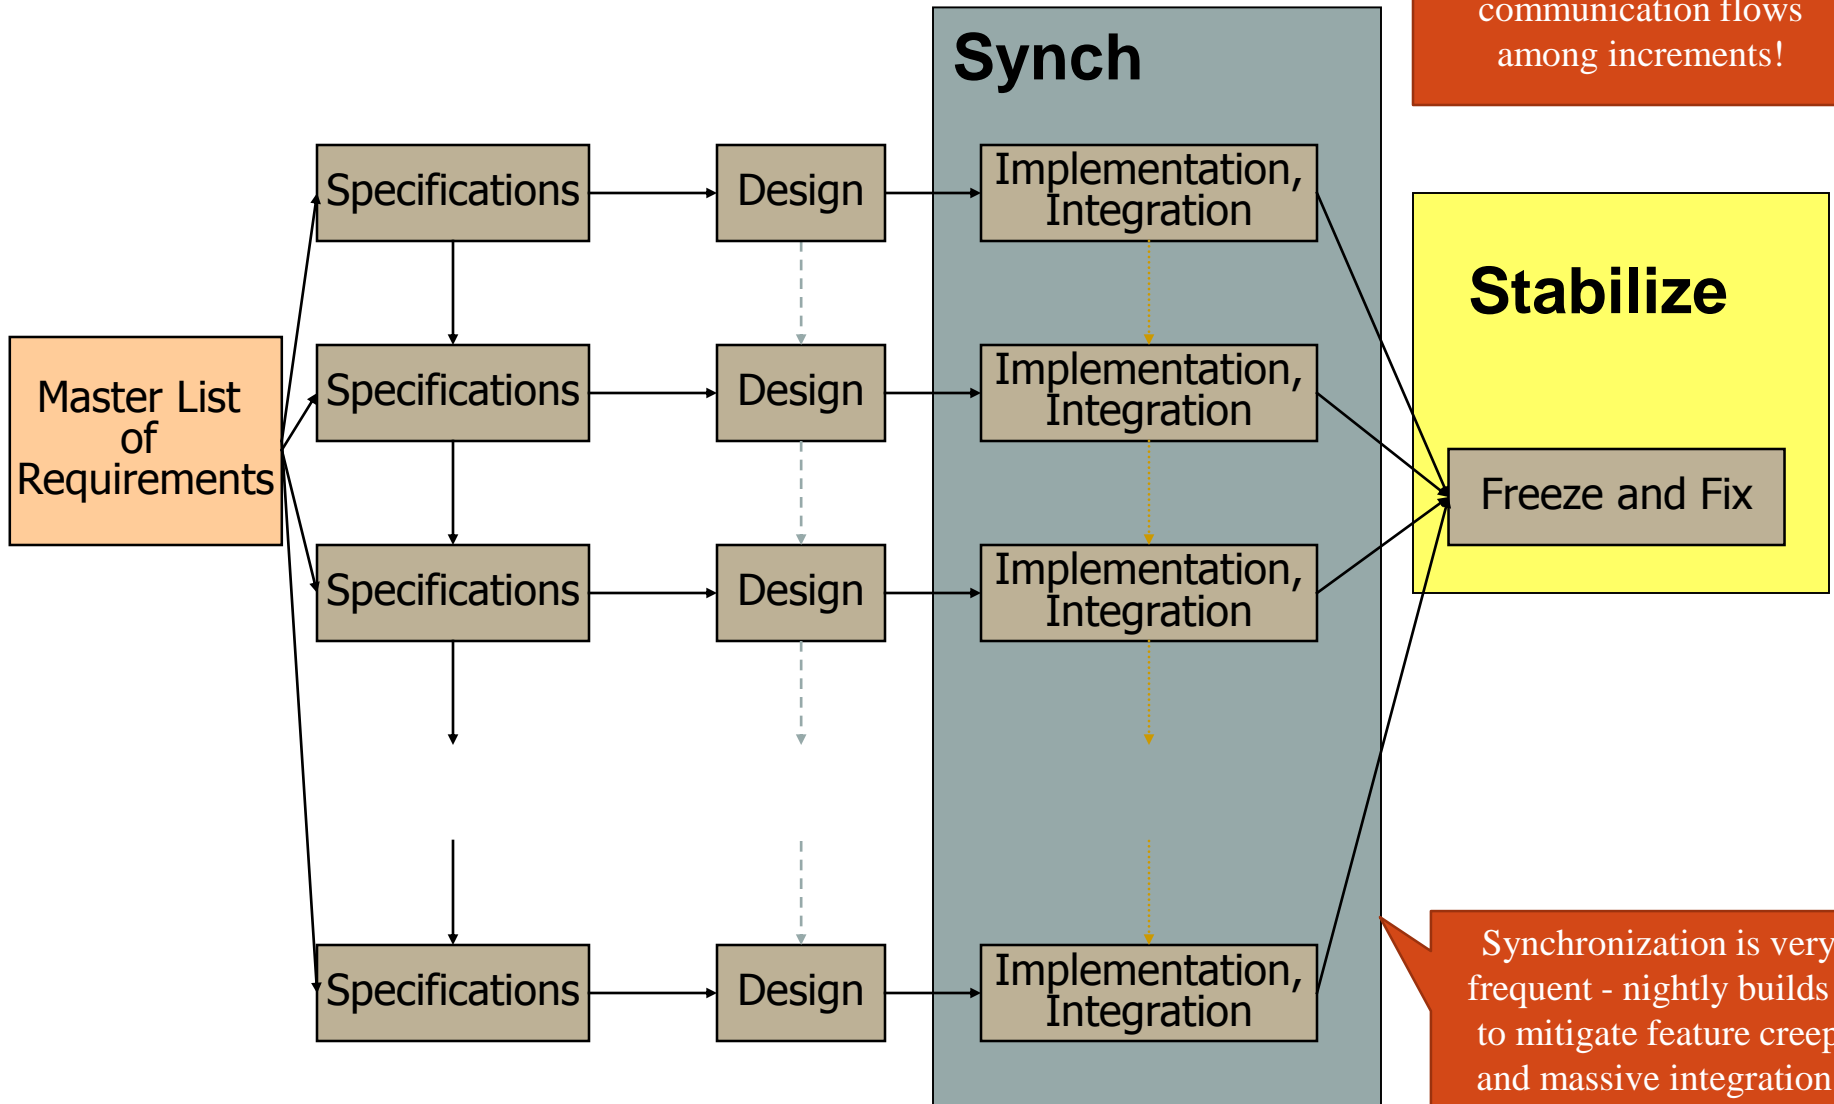 communication flows
among increments!
Synch
Specifications
Design
Implementation,
Integration
Stabilize
Specifications
Design
Implementation,
Integration
Master List
of
Requirements
Freeze and Fix
Specifications
Design
Implementation,
Integration
Specifications
Design
Implementation,
Integration
Synchronization is very
frequent - nightly builds
to mitigate feature creep
and massive integration